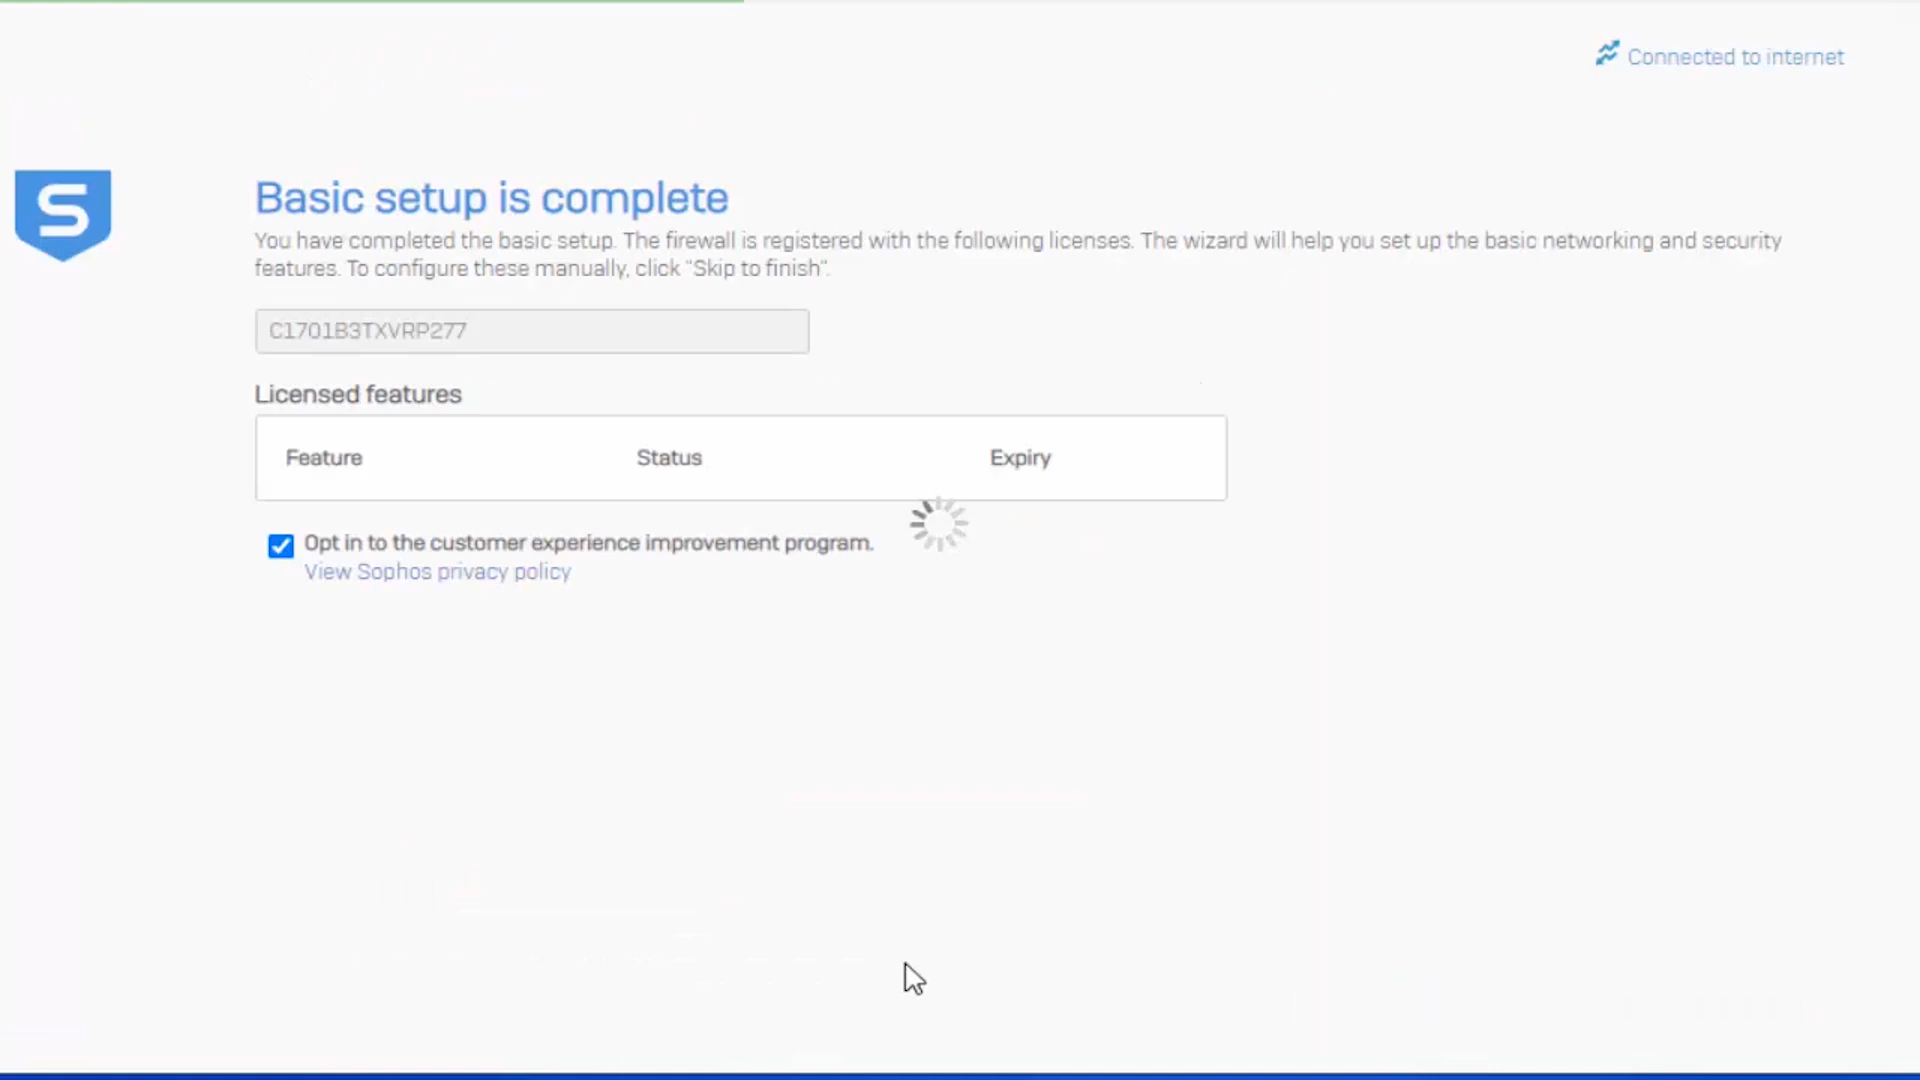 Connected to internet
S
Basic setup is complete
You have completed the basic setup. The firewall is registered with the following licenses. The wizard will help you set up the basic networking and security
features. To configure these manually, click "Skip to finish".
C1701B3TXVRP277
Licensed features
Feature Status Expiry
Opt in to the customer experience improvement program.
View Sophos privacy policy